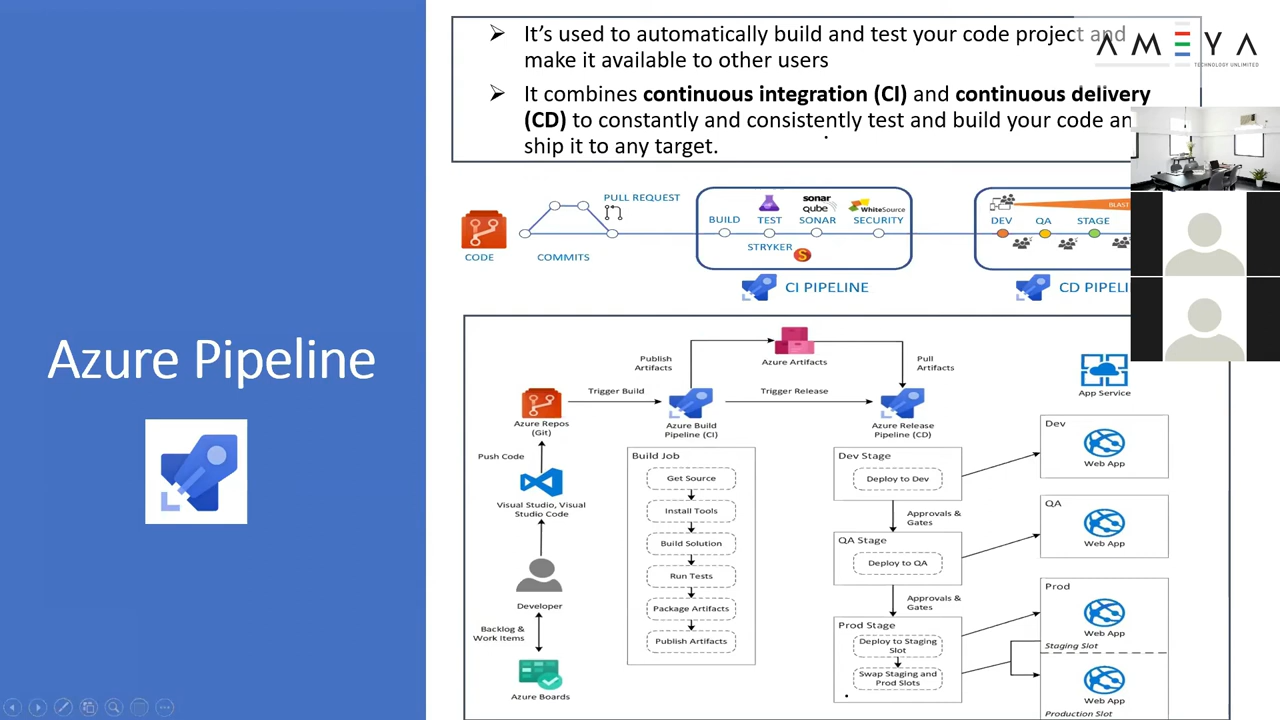 It's used to automatically build and test your code project and
make it available to other users
AMEYA
TECHNOLOGY UNLIMITED
It combines continuous integration (CI) and continuous delivery
(CD) to constantly and consistently test and build your code an
ship it to any target.
PULL REQUEST
CODE
COMMITS
BUILD
TEST
sonar
qube
SONAR
WhiteSource
SECURITY
STRYKER
S
CI PIPELINE
BLAST
DEV
QA
STAGE
CD PIPELI
Azure Pipeline
Publish
Artifacts
Azure Artifacts
Pull
Artifacts
App Service
Trigger Build
Trigger Release
Azure Repos
(Git)
Azure Build
Pipeline (CI)
Azure Release
Pipeline (CD)
Push Code
Visual Studio, Visual
Studio Code
Developer
Backlog &
Work Items
Azure Boards
Build Job
Get Source
Install Tools
Build Solution
Run Tests
Package Artifacts
Publish Artifacts
Dev Stage
Deploy to Dev
Approvals &
Gates
QA Stage
Deploy to QA
Approvals &
Gates
Prod Stage
Deploy to Staging
Slot
Swap Staging and
Prod Slots
Dev
Web App
QA
Web App
Prod
Web App
Staging Slot
Web App
Production Slot